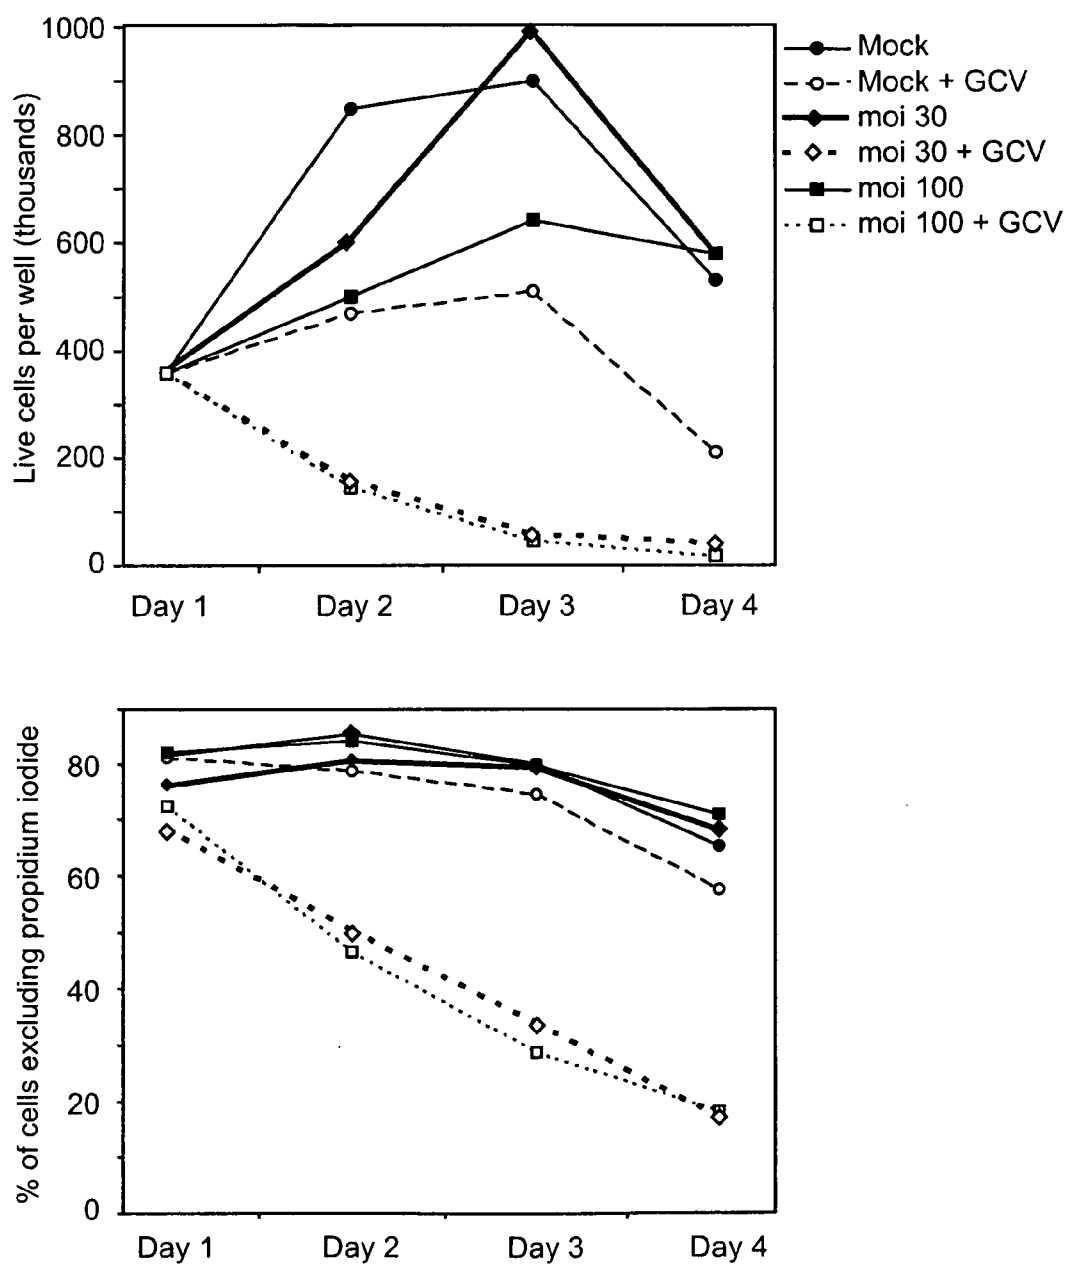 Live cells per well (thousands)
1000
800
600
400
200
0
Day 1 Day 2 Day 3 Day 4
Mock
Mock + GCV
moi 30
moi 30 + GCV
moi 100
moi 100 + GCV
% of cells excluding propidium iodide
80
60
40
20
0
Day 1 Day 2 Day 3 Day 4